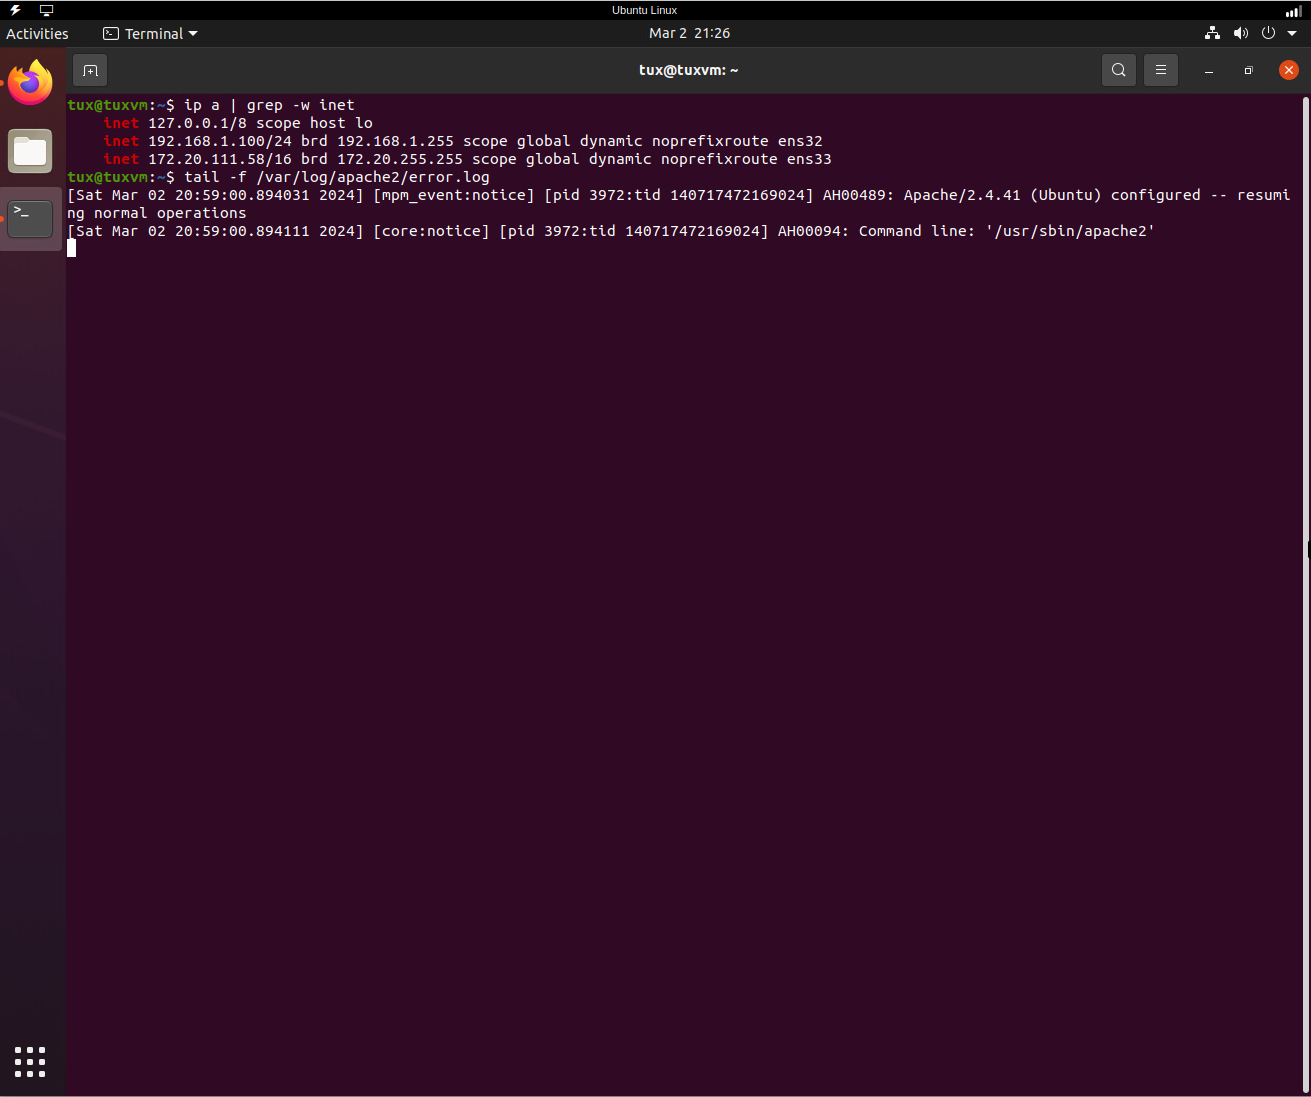 Ubuntu Linux
Activities
Terminal
Mar 2 21:26
tux@tuxvm: ~
tux@tuxvm:~$ ip a | grep -w inet
inet 127.0.0.1/8 scope host lo
inet 192.168.1.100/24 brd 192.168.1.255 scope global dynamic noprefixroute ens32
inet 172.20.111.58/16 brd 172.20.255.255 scope global dynamic noprefixroute ens33
tux@tuxvm:~$ tail -f /var/log/apache2/error.log
[Sat Mar 02 20:59:00.894031 2024] [mpm_event:notice] [pid 3972:tid 140717472169024] AH00489: Apache/2.4.41 (Ubuntu) configured -- resumi
ng normal operations
[Sat Mar 02 20:59:00.894111 2024] [core:notice] [pid 3972:tid 140717472169024] AH00094: Command line: '/usr/sbin/apache2'